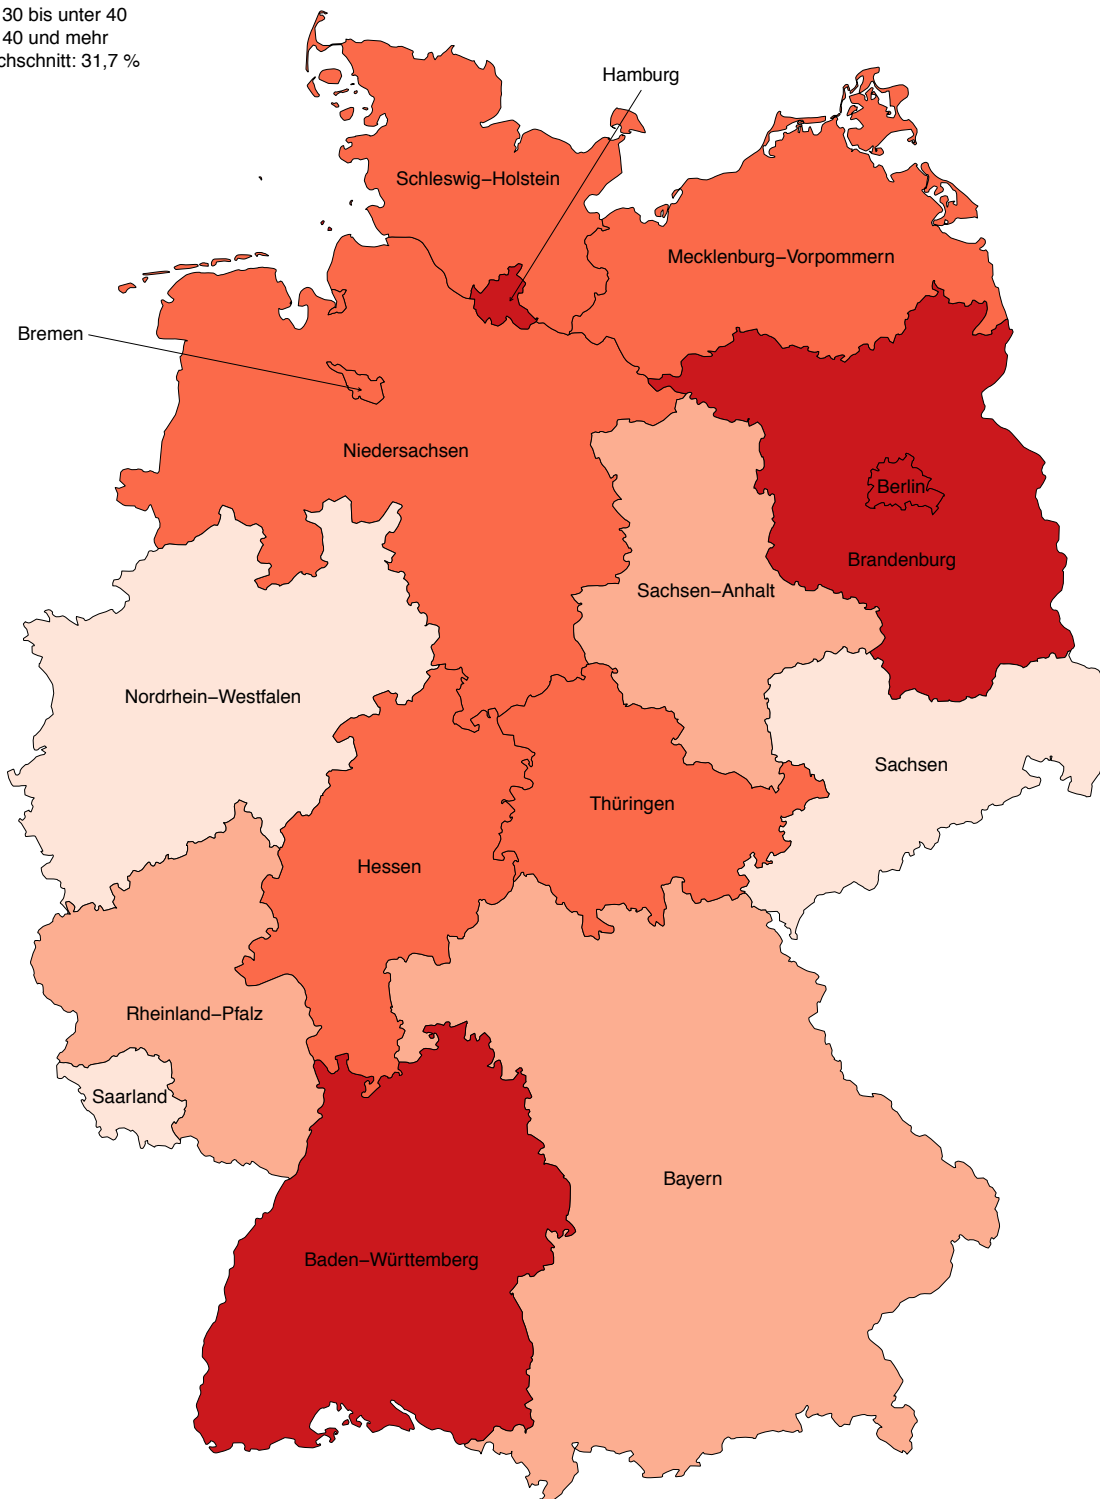 30 bis unter 40
40 und mehr
chschnitt: 31,7 %
Hamburg
Schleswig−Holstein
Mecklenburg−Vorpommern
Bremen
Niedersachsen
Berlin
Brandenburg
Sachsen−Anhalt
Nordrhein−Westfalen
Sachsen
Thüringen
Hessen
Rheinland−Pfalz
Saarland
Bayern
Baden−Württemberg